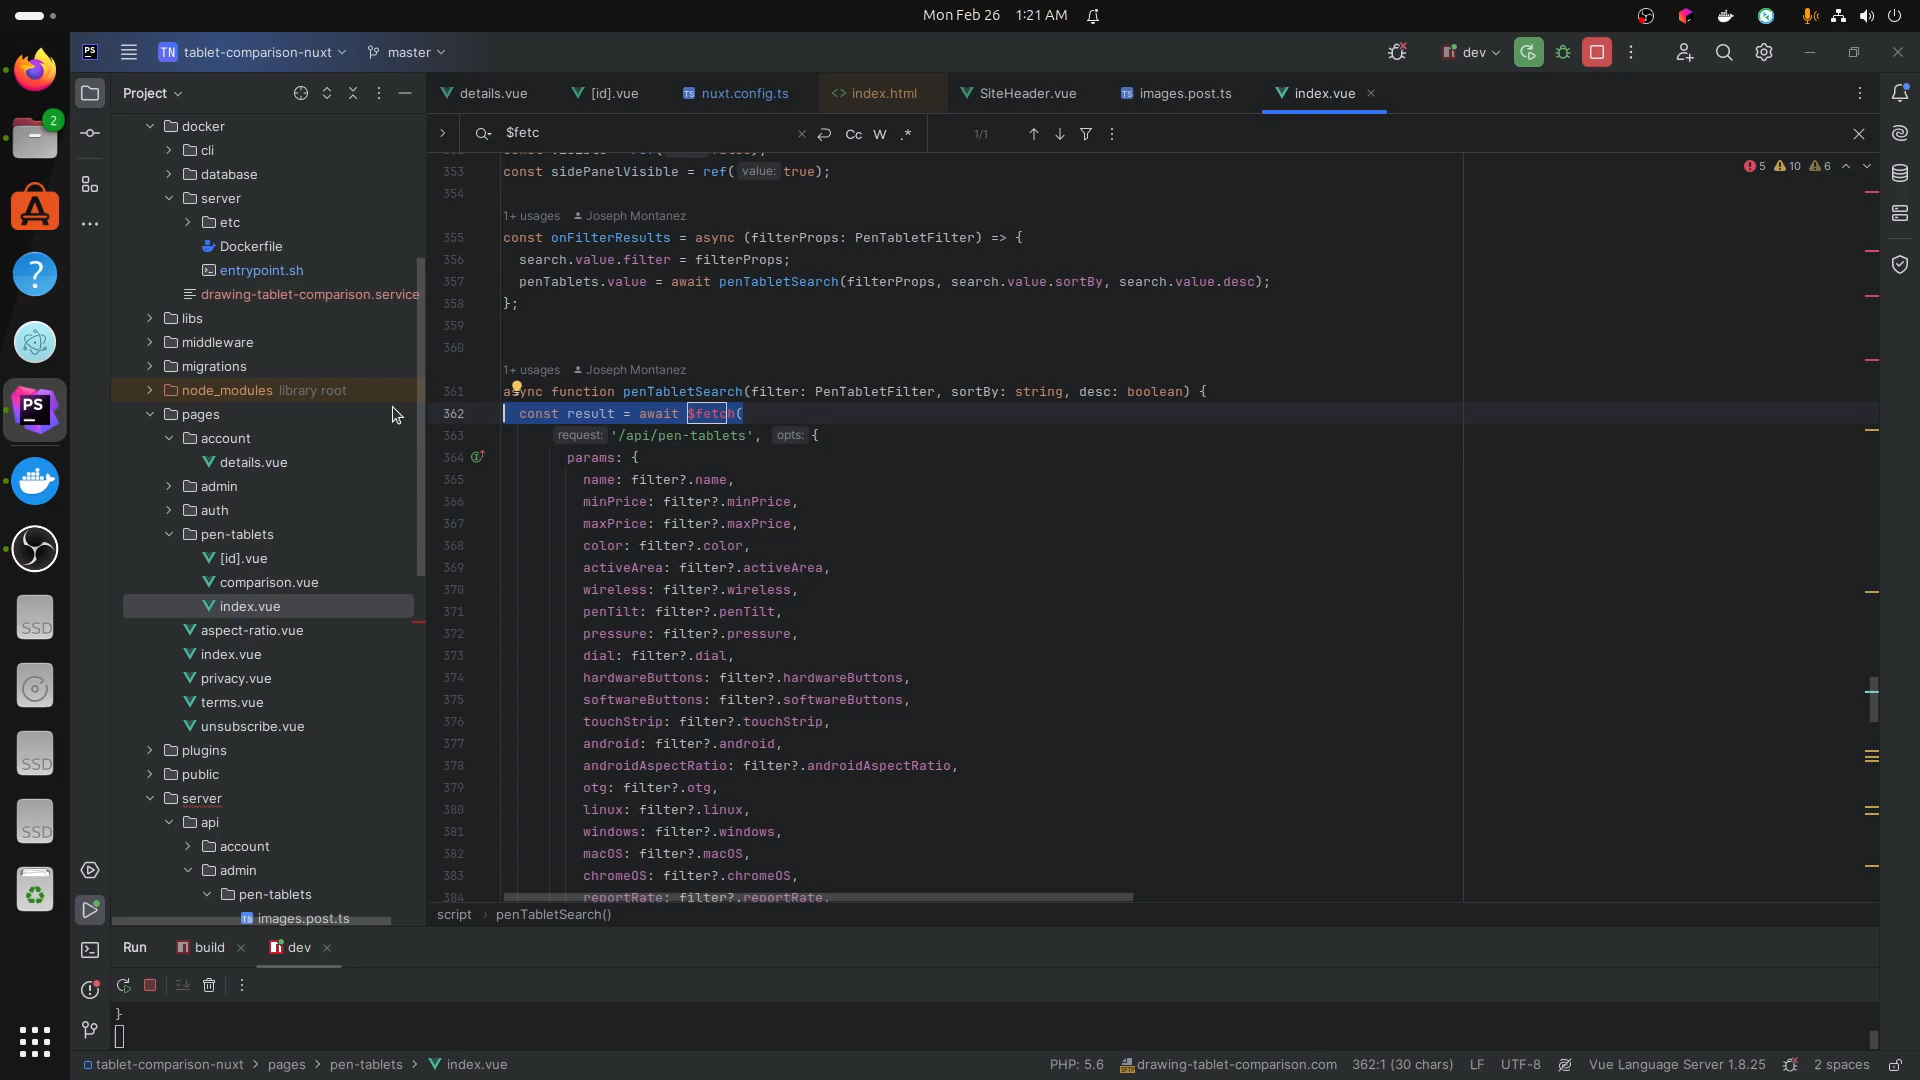 Mon Feb 26 1:21 AM
2
PS
TN tablet-comparison-nuxt master
dev
Project
details.vue
[id].vue
TS nuxt.config.ts
<> index.html
SiteHeader.vue
TS images.post.ts
index.vue
$fetc
Cc W .*
1/1
docker
cli
database
server
etc
Dockerfile
entrypoint.sh
drawing-tablet-comparison.service
libs
middleware
migrations
node_modules library root
pages
account
details.vue
admin
auth
pen-tablets
[id].vue
comparison.vue
index.vue
aspect-ratio.vue
index.vue
privacy.vue
terms.vue
unsubscribe.vue
plugins
public
server
api
account
admin
pen-tablets
TS images.post.ts
PS
SSD
SSD
SSD
5 10 6
353 const sidePanelVisible = ref( value: true);
354
1+ usages Joseph Montanez
355 const onFilterResults = async (filterProps: PenTabletFilter) => {
356 search.value.filter = filterProps;
357 penTablets.value = await penTabletSearch(filterProps, search.value.sortBy, search.value.desc);
358 };
359
360
1+ usages Joseph Montanez
361 async function penTabletSearch(filter: PenTabletFilter, sortBy: string, desc: boolean) {
362 const result = await $fetch(
363 request: '/api/pen-tablets', opts: {
364 params: {
365 name: filter?.name,
366 minPrice: filter?.minPrice,
367 maxPrice: filter?.maxPrice,
368 color: filter?.color,
369 activeArea: filter?.activeArea,
370 wireless: filter?.wireless,
371 penTilt: filter?.penTilt,
372 pressure: filter?.pressure,
373 dial: filter?.dial,
374 hardwareButtons: filter?.hardwareButtons,
375 softwareButtons: filter?.softwareButtons,
376 touchStrip: filter?.touchStrip,
377 android: filter?.android,
378 androidAspectRatio: filter?.androidAspectRatio,
379 otg: filter?.otg,
380 linux: filter?.linux,
381 windows: filter?.windows,
382 macOS: filter?.macOS,
383 chromeOS: filter?.chromeOS,
384 reportRate: filter?.reportRate,
script > penTabletSearch()
Run build dev
}
tablet-comparison-nuxt > pages > pen-tablets > index.vue
PHP: 5.6 drawing-tablet-comparison.com 362:1 (30 chars) LF UTF-8 Vue Language Server 1.8.25 2 spaces